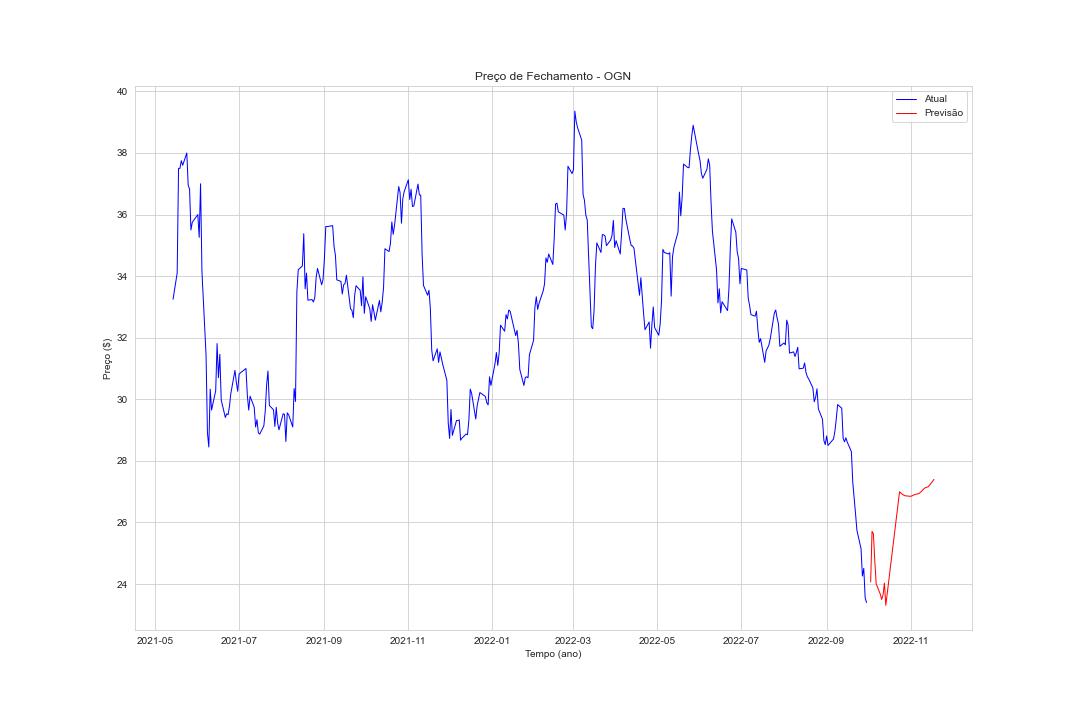 Preço de Fechamento - OGN
Atual
Previsão
Preço ($)
40
38
36
34
32
30
28
26
24
2021-05 2021-07 2021-09 2021-11 2022-01 2022-03 2022-05 2022-07 2022-09 2022-11
Tempo (ano)